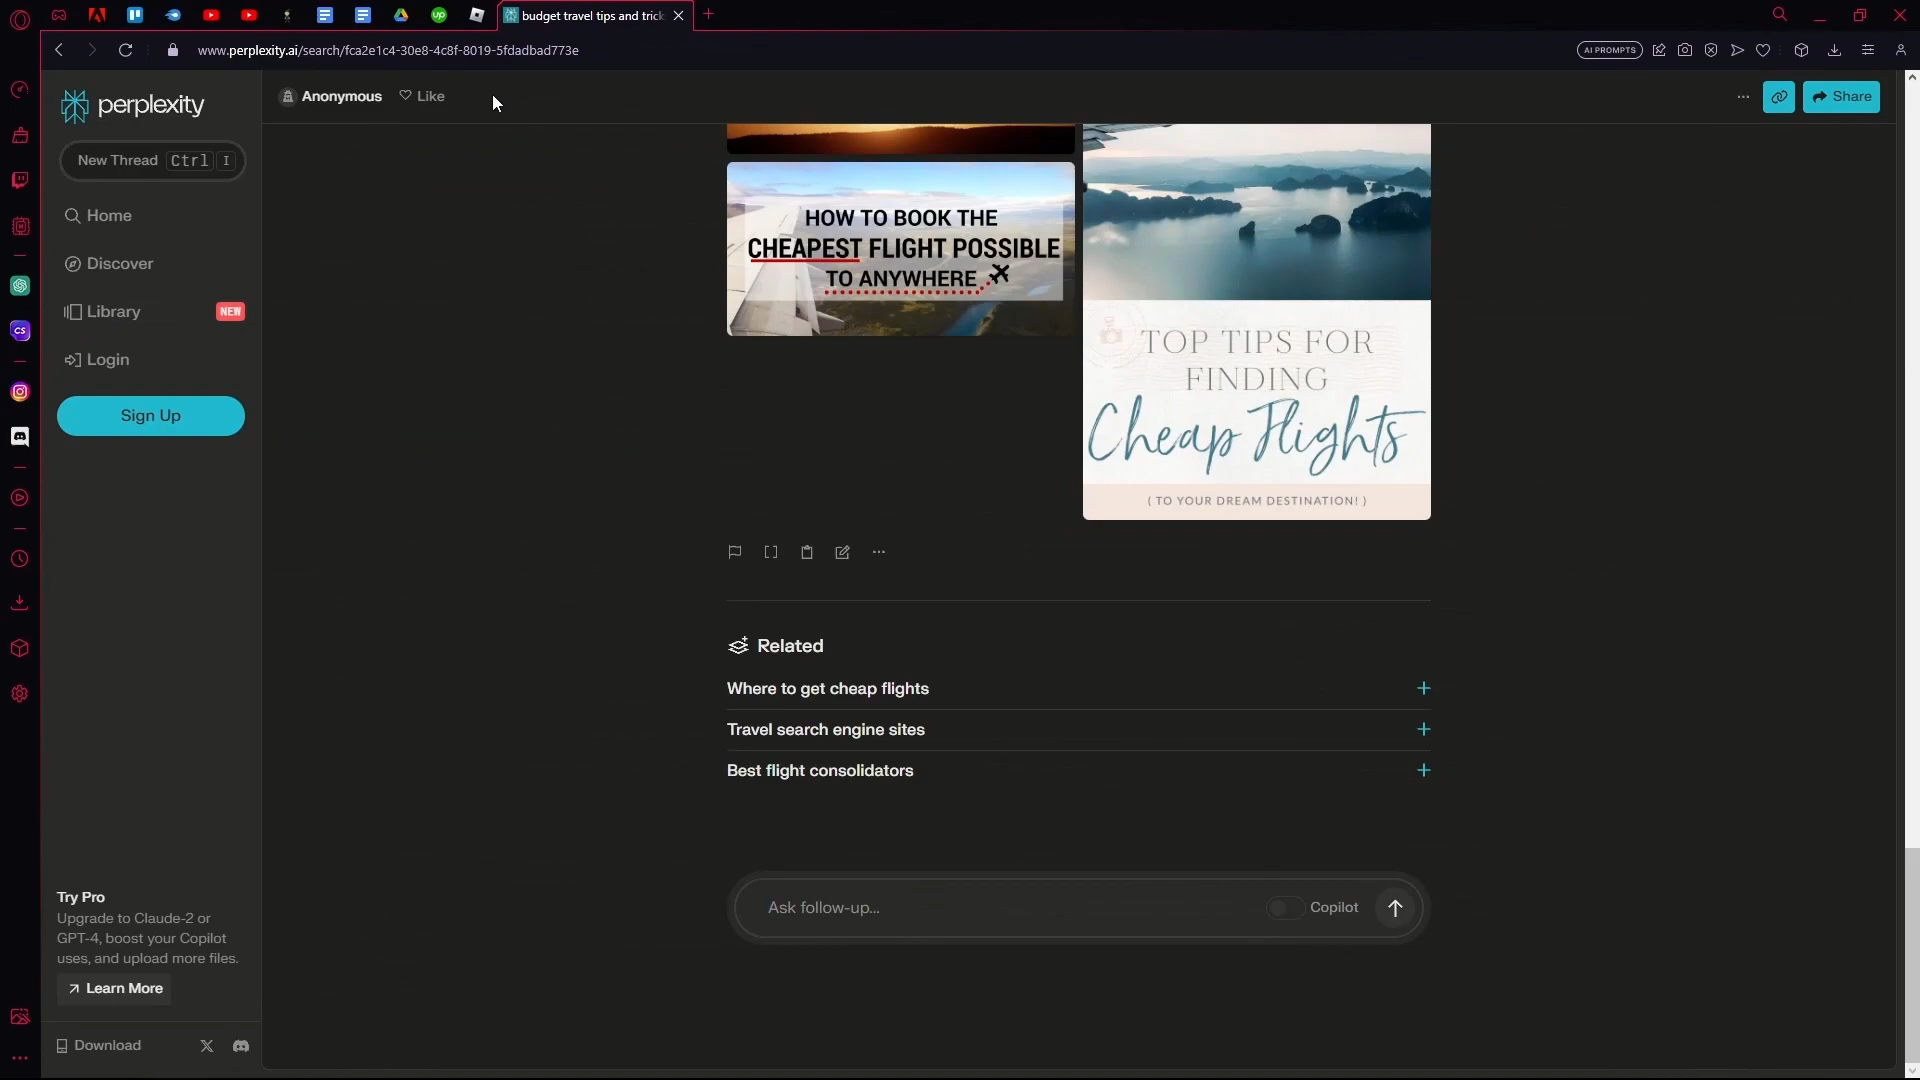 budget travel tips and trick
www.perplexity.ai/search/fca2e1c4-30e8-4c8f-8019-5fdadbad773e
AI PROMPTS
perplexity
Anonymous
Like
Share
New Thread Ctrl I
Home
Discover
Library NEW
Login
Sign Up
HOW TO BOOK THE
CHEAPEST FLIGHT POSSIBLE
TO ANYWHERE
TOP TIPS FOR
FINDING
Cheap Flights
( TO YOUR DREAM DESTINATION! )
Related
Where to get cheap flights
Travel search engine sites
Best flight consolidators
Ask follow-up...
Copilot
Try Pro
Upgrade to Claude-2 or
GPT-4, boost your Copilot
uses, and upload more files.
Learn More
Download
CS
up